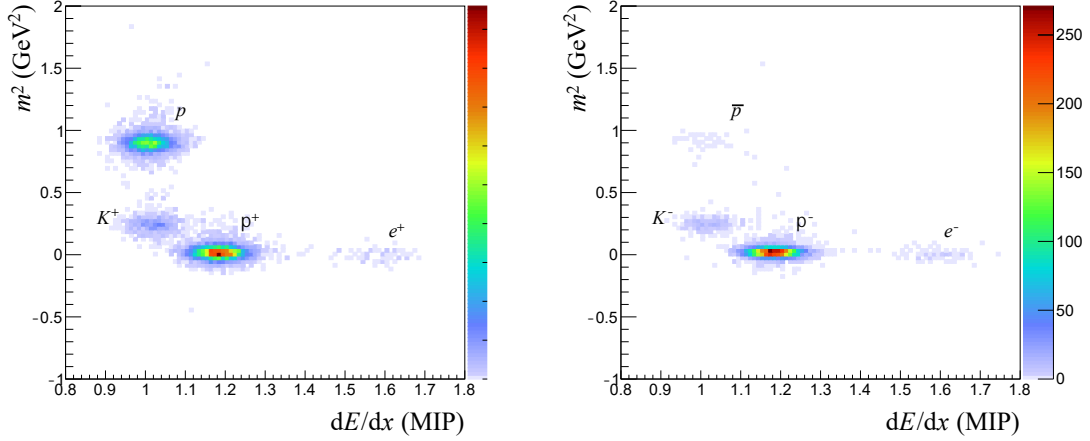 m² (GeV²)
2
1.5
1
0.5
0
−0.5
−1
p
K⁺
p⁺
e⁺
0.8 0.9 1 1.1 1.2 1.3 1.4 1.5 1.6 1.7 1.8
dE/dx (MIP)
m² (GeV²)
2
1.5
1
0.5
0
−0.5
−1
p̅
K⁻
p⁻
e⁻
0.8 0.9 1 1.1 1.2 1.3 1.4 1.5 1.6 1.7 1.8
dE/dx (MIP)
250
200
150
100
50
0